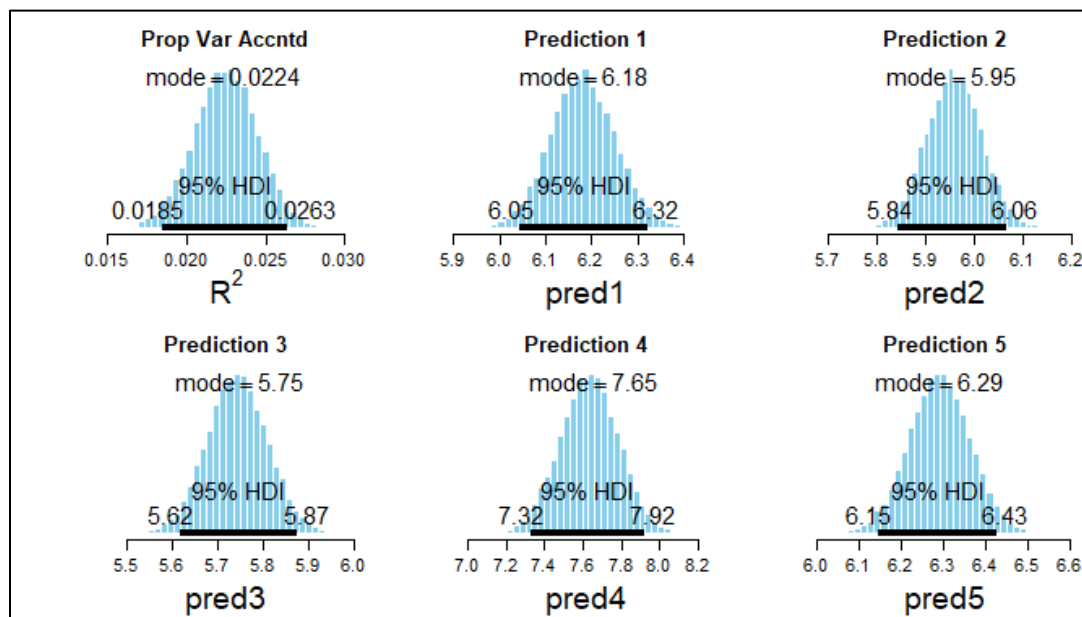 Prop Var Accntd
mode = 0.0224
95% HDI
0.0185 0.0263
0.015 0.020 0.025 0.030
R²
Prediction 1
mode = 6.18
95% HDI
6.05 6.32
5.9 6.0 6.1 6.2 6.3 6.4
pred1
Prediction 2
mode = 5.95
95% HDI
5.84 6.06
5.7 5.8 5.9 6.0 6.1 6.2
pred2
Prediction 3
mode = 5.75
95% HDI
5.62 5.87
5.5 5.6 5.7 5.8 5.9 6.0
pred3
Prediction 4
mode = 7.65
95% HDI
7.32 7.92
7.0 7.2 7.4 7.6 7.8 8.0 8.2
pred4
Prediction 5
mode = 6.29
95% HDI
6.15 6.43
6.0 6.1 6.2 6.3 6.4 6.5 6.6
pred5